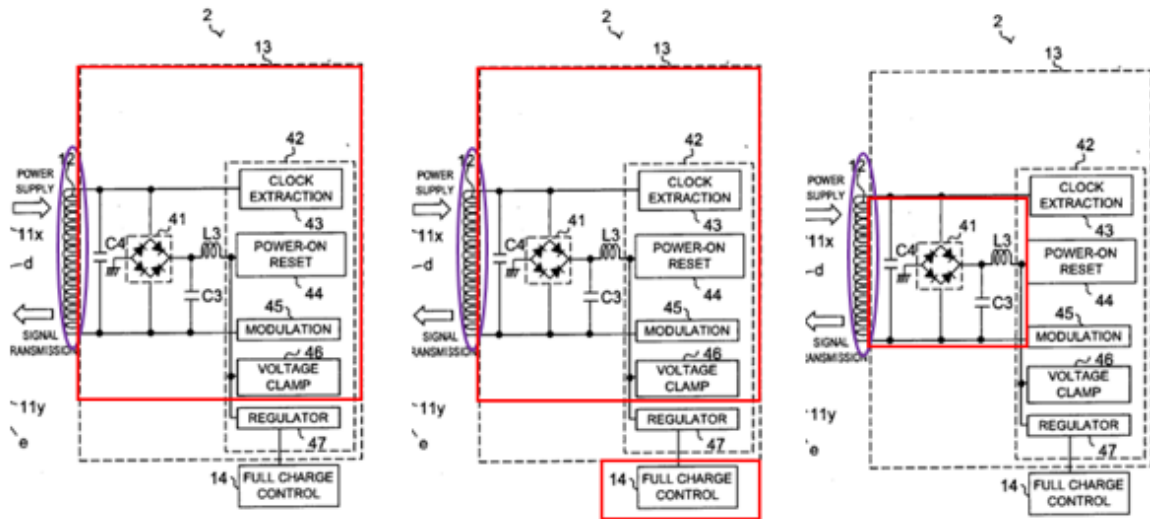 2
13
42
12
POWER
SUPPLY
CLOCK
EXTRACTION
41
43
11x
C4
L3
POWER-ON
RESET
d
C3
44
45
MODULATION
SIGNAL
TRANSMISSION
46
VOLTAGE
CLAMP
11y
REGULATOR
e
47
14
FULL CHARGE
CONTROL
2
13
42
12
POWER
SUPPLY
CLOCK
EXTRACTION
41
43
11x
C4
L3
POWER-ON
RESET
d
C3
44
45
MODULATION
SIGNAL
TRANSMISSION
46
VOLTAGE
CLAMP
11y
REGULATOR
e
47
14
FULL CHARGE
CONTROL
2
13
42
12
POWER
SUPPLY
CLOCK
EXTRACTION
41
43
11x
C4
L3
POWER-ON
RESET
d
C3
44
45
MODULATION
SIGNAL
TRANSMISSION
46
VOLTAGE
CLAMP
11y
REGULATOR
e
47
14
FULL CHARGE
CONTROL